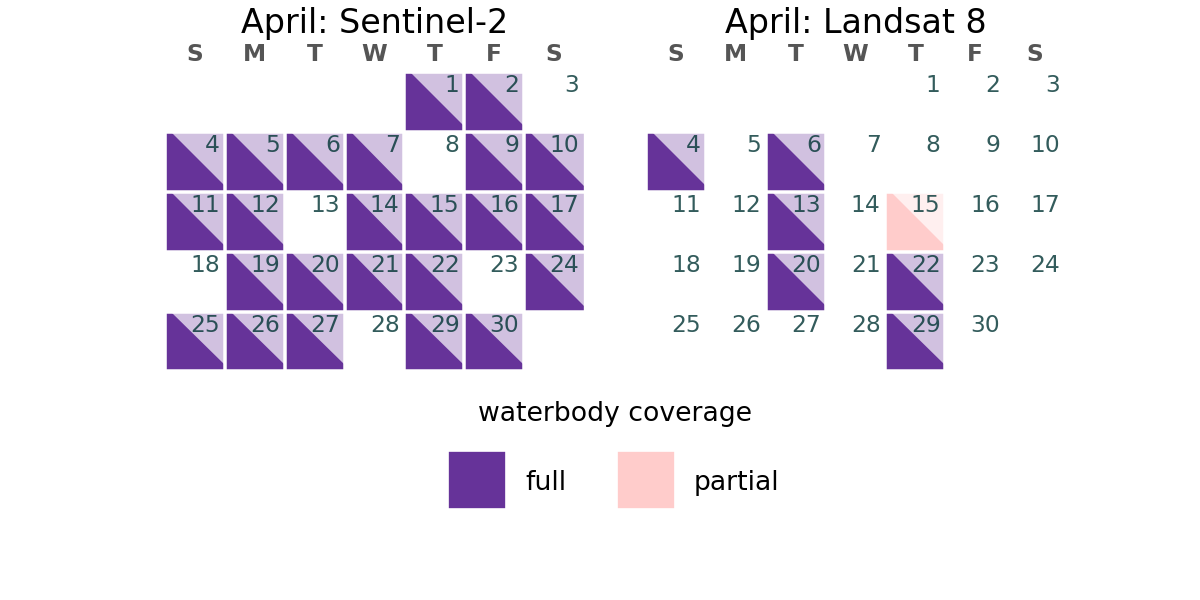 April: Sentinel-2
S M T W T F S
1 2 3
4 5 6 7 8 9 10
11 12 13 14 15 16 17
18 19 20 21 22 23 24
25 26 27 28 29 30
April: Landsat 8
S M T W T F S
1 2 3
4 5 6 7 8 9 10
11 12 13 14 15 16 17
18 19 20 21 22 23 24
25 26 27 28 29 30
waterbody coverage
full
partial